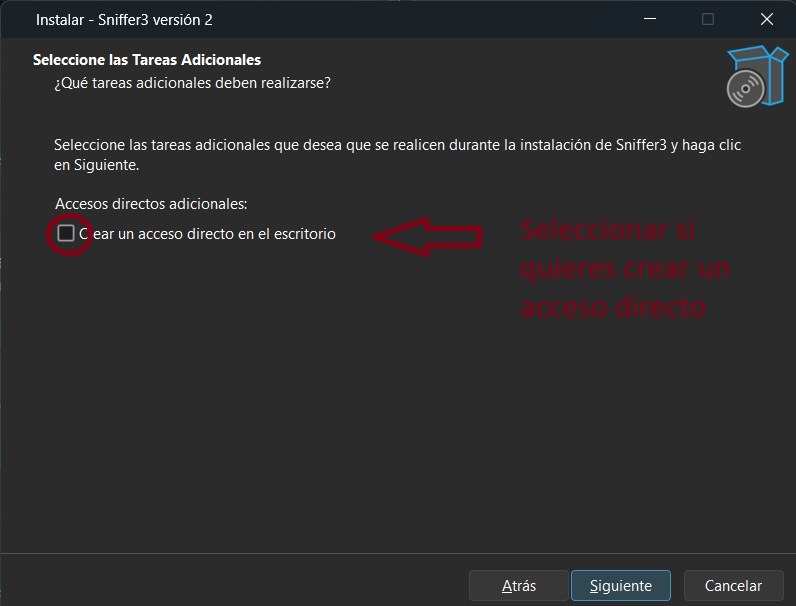 Instalar - Sniffer3 versión 2
Seleccione las Tareas Adicionales
¿Qué tareas adicionales deben realizarse?
Seleccione las tareas adicionales que desea que se realicen durante la instalación de Sniffer3 y haga clic
en Siguiente.
Accesos directos adicionales:
Crear un acceso directo en el escritorio
Seleccionar si
quieres crear un
acceso directo
Atrás
Siguiente
Cancelar